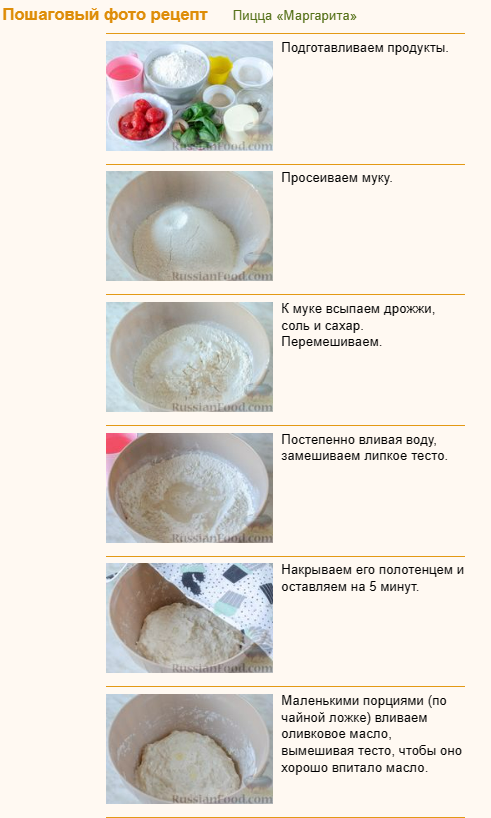 Пошаговый фото рецепт Пицца «Маргарита»
Подготавливаем продукты.
RussianFood.com
Просеиваем муку.
RussianFood.com
К муке всыпаем дрожжи,
соль и сахар.
Перемешиваем.
RussianFood.com
Постепенно вливая воду,
замешиваем липкое тесто.
RussianFood.com
Накрываем его полотенцем и
оставляем на 5 минут.
RussianFood.com
Маленькими порциями (по
чайной ложке) вливаем
оливковое масло,
вымешивая тесто, чтобы оно
хорошо впитало масло.
RussianFood.com